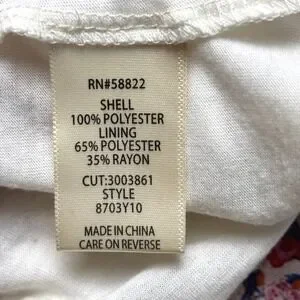 RN#58822
SHELL
100% POLYESTER
LINING
65% POLYESTER
35% RAYON
CUT:3003861
STYLE
8703Y10
MADE IN CHINA
CARE ON REVERSE